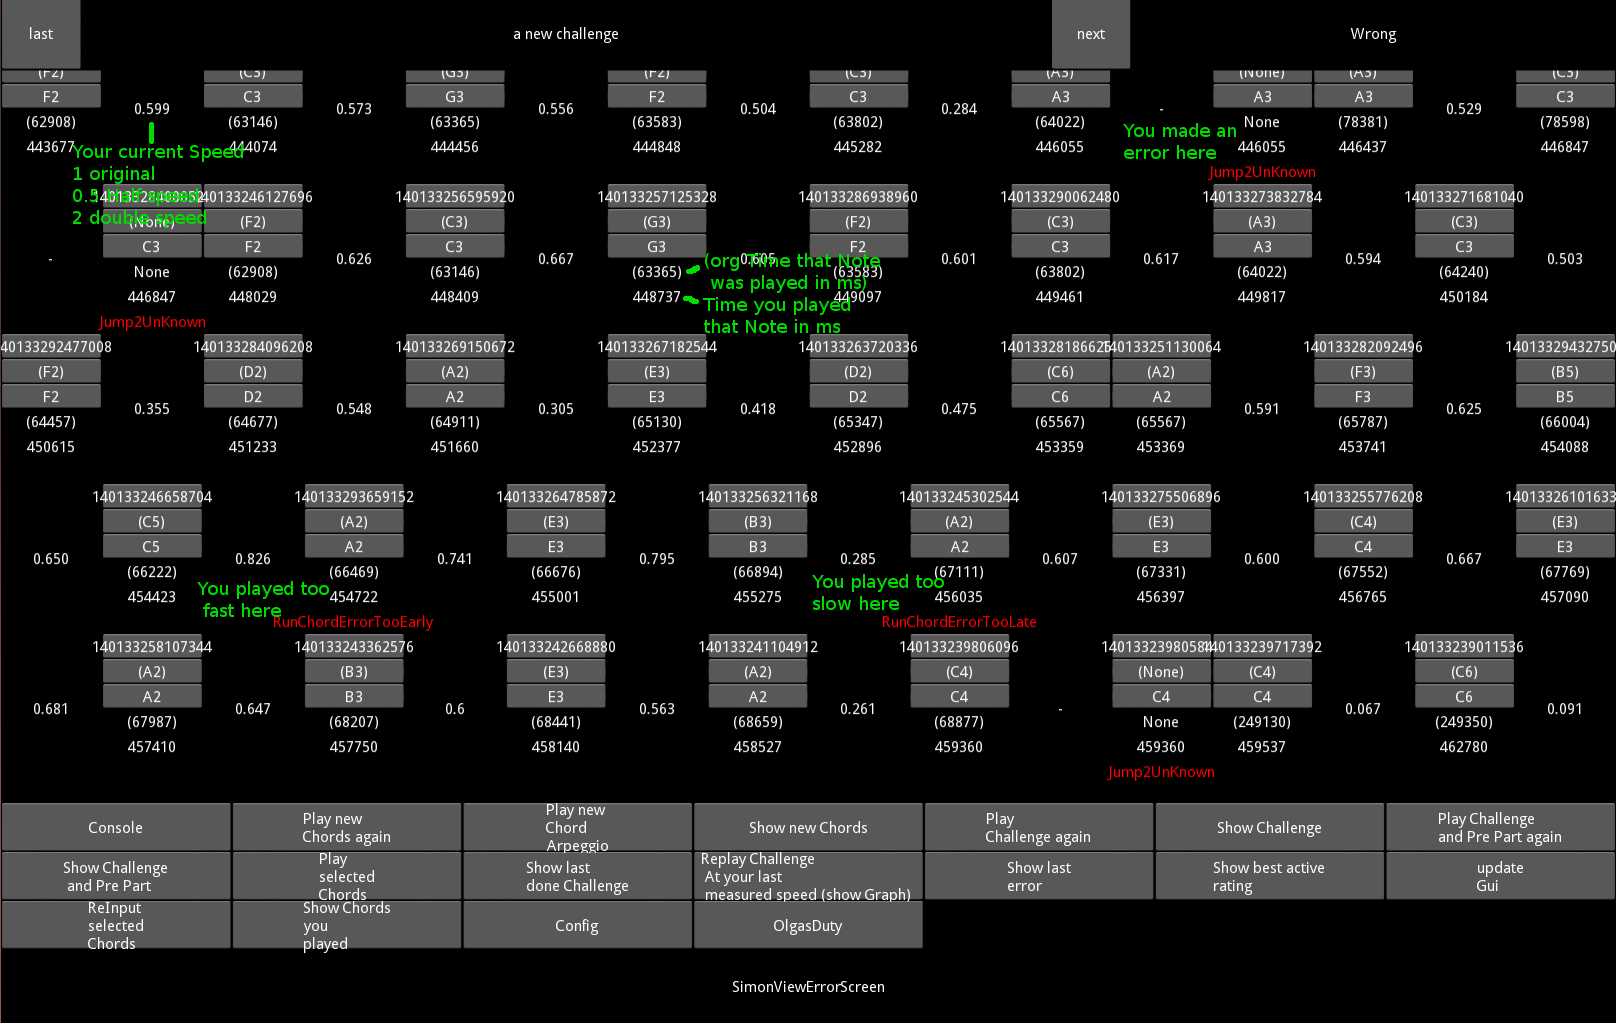 last a new challenge next Wrong
(F2) (C3) (G3) (F2) (C3) (A3) (None) (A3) (C3)
F2 C3 G3 F2 C3 A3 A3 A3 C3
0.599 0.573 0.556 0.504 0.284 - 0.529
(62908) (63146) (63365) (63583) (63802) (64022) None (78381) (78598)
443677 444074 444456 444848 445282 446055 446055 446437 446847
Your current Speed
1 original
0.5 Half speed
2 double speed
You made an
error here
Jump2UnKnown
140133246127696 140133256595920 140133257125328 140133286938960 140133290062480 140133273832784 140133271681040
(None) (F2) (C3) (G3) (F2) (C3) (A3) (C3)
C3 F2 C3 G3 F2 C3 A3 C3
- 0.626 0.667 0.605 0.601 0.617 0.594 0.503
None (62908) (63146) (63365) (63583) (63802) (64022) (64240)
446847 448029 448409 448737 449097 449461 449817 450184
(org Time that Note
was played in ms)
Time you played
that Note in ms
Jump2UnKnown
40133292477008 140133284096208 140133269150672 140133267182544 140133263720336 140133251130064 140133282092496 14013329432750
(F2) (D2) (A2) (E3) (D2) (C6) (A2) (F3) (B5)
F2 D2 A2 E3 D2 C6 A2 F3 B5
0.355 0.548 0.305 0.418 0.475 0.591 0.625
(64457) (64677) (64911) (65130) (65347) (65567) (65567) (65787) (66004)
450615 451233 451660 452377 452896 453359 453369 453741 454088
140133246658704 140133293659152 140133264785872 140133256321168 140133245302544 140133275506896 140133255776208 14013326101633
(C5) (A2) (E3) (B3) (A2) (E3) (C4) (E3)
C5 A2 E3 B3 A2 E3 C4 E3
0.650 0.826 0.741 0.795 0.285 0.607 0.600 0.667
(66222) (66469) (66676) (66894) (67111) (67331) (67552) (67769)
454423 454722 455001 455275 456035 456397 456765 457090
You played too
fast here
You played too
slow here
RunChordErrorTooEarly RunChordErrorTooLate
140133258107344 140133243362576 140133242668880 140133241104912 140133239806096 140133239717392 140133239011536
(A2) (B3) (E3) (A2) (C4) (None) (C4) (C6)
A2 B3 E3 A2 C4 C4 C4 C6
0.681 0.647 0.6 0.563 0.261 - 0.067 0.091
(67987) (68207) (68441) (68659) (68877) None (249130) (249350)
457410 457750 458140 458527 459360 459360 459537 462780
Jump2UnKnown
Console
Play new
Chords again
Play new
Chord
Arpeggio
Show new Chords
Play
Challenge again
Show Challenge
Play Challenge
and Pre Part again
Show Challenge
and Pre Part
Play
selected
Chords
Show last
done Challenge
Replay Challenge
At your last
measured speed (show Graph)
Show last
error
Show best active
rating
update
Gui
ReInput
selected
Chords
Show Chords
you
played
Config
OlgasDuty
SimonViewErrorScreen